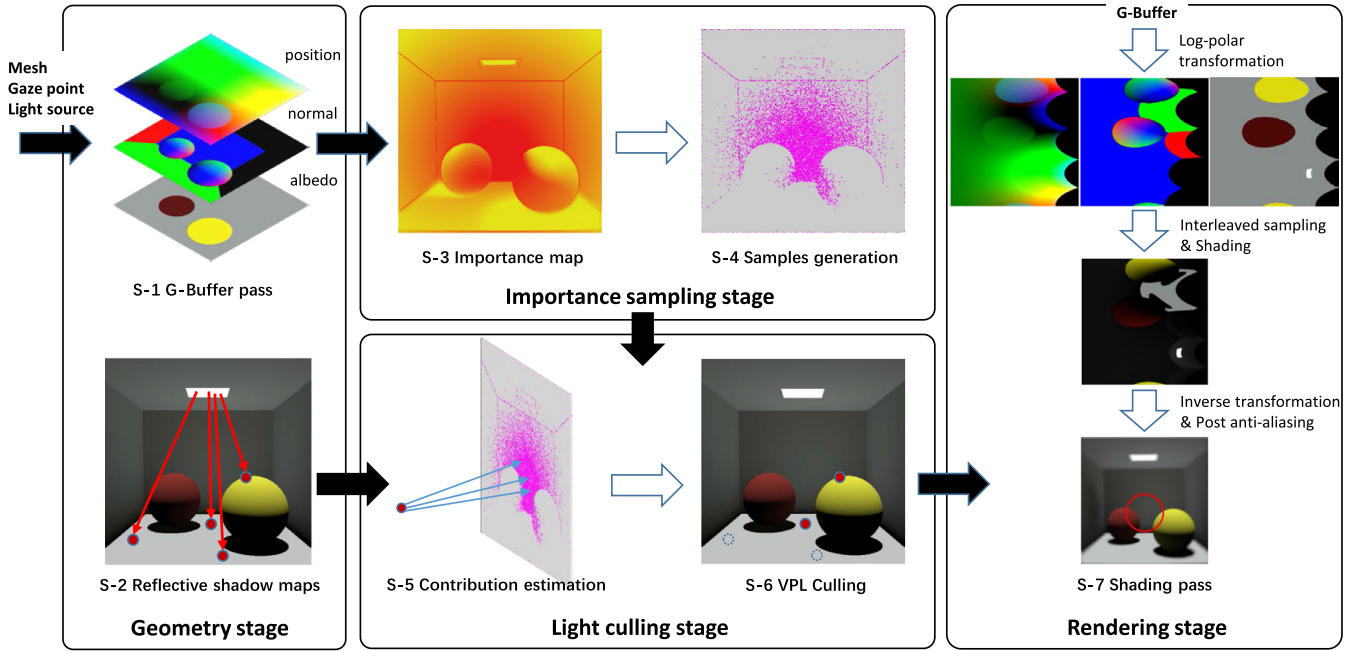 Mesh
Gaze point
Light source
position
normal
albedo
S-1 G-Buffer pass
S-2 Reflective shadow maps
Geometry stage
S-3 Importance map
S-4 Samples generation
Importance sampling stage
S-5 Contribution estimation
S-6 VPL Culling
Light culling stage
G-Buffer
Log-polar
transformation
Interleaved sampling
& Shading
Inverse transformation
& Post anti-aliasing
S-7 Shading pass
Rendering stage